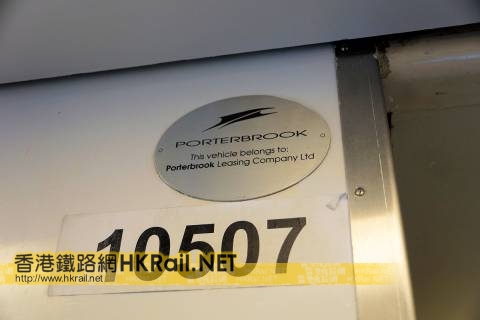 PORTERBROOK
This vehicle belongs to:
Porterbrook Leasing Company Ltd
10507
香港鐵路網HKRail.NET
http://www.hkrail.net